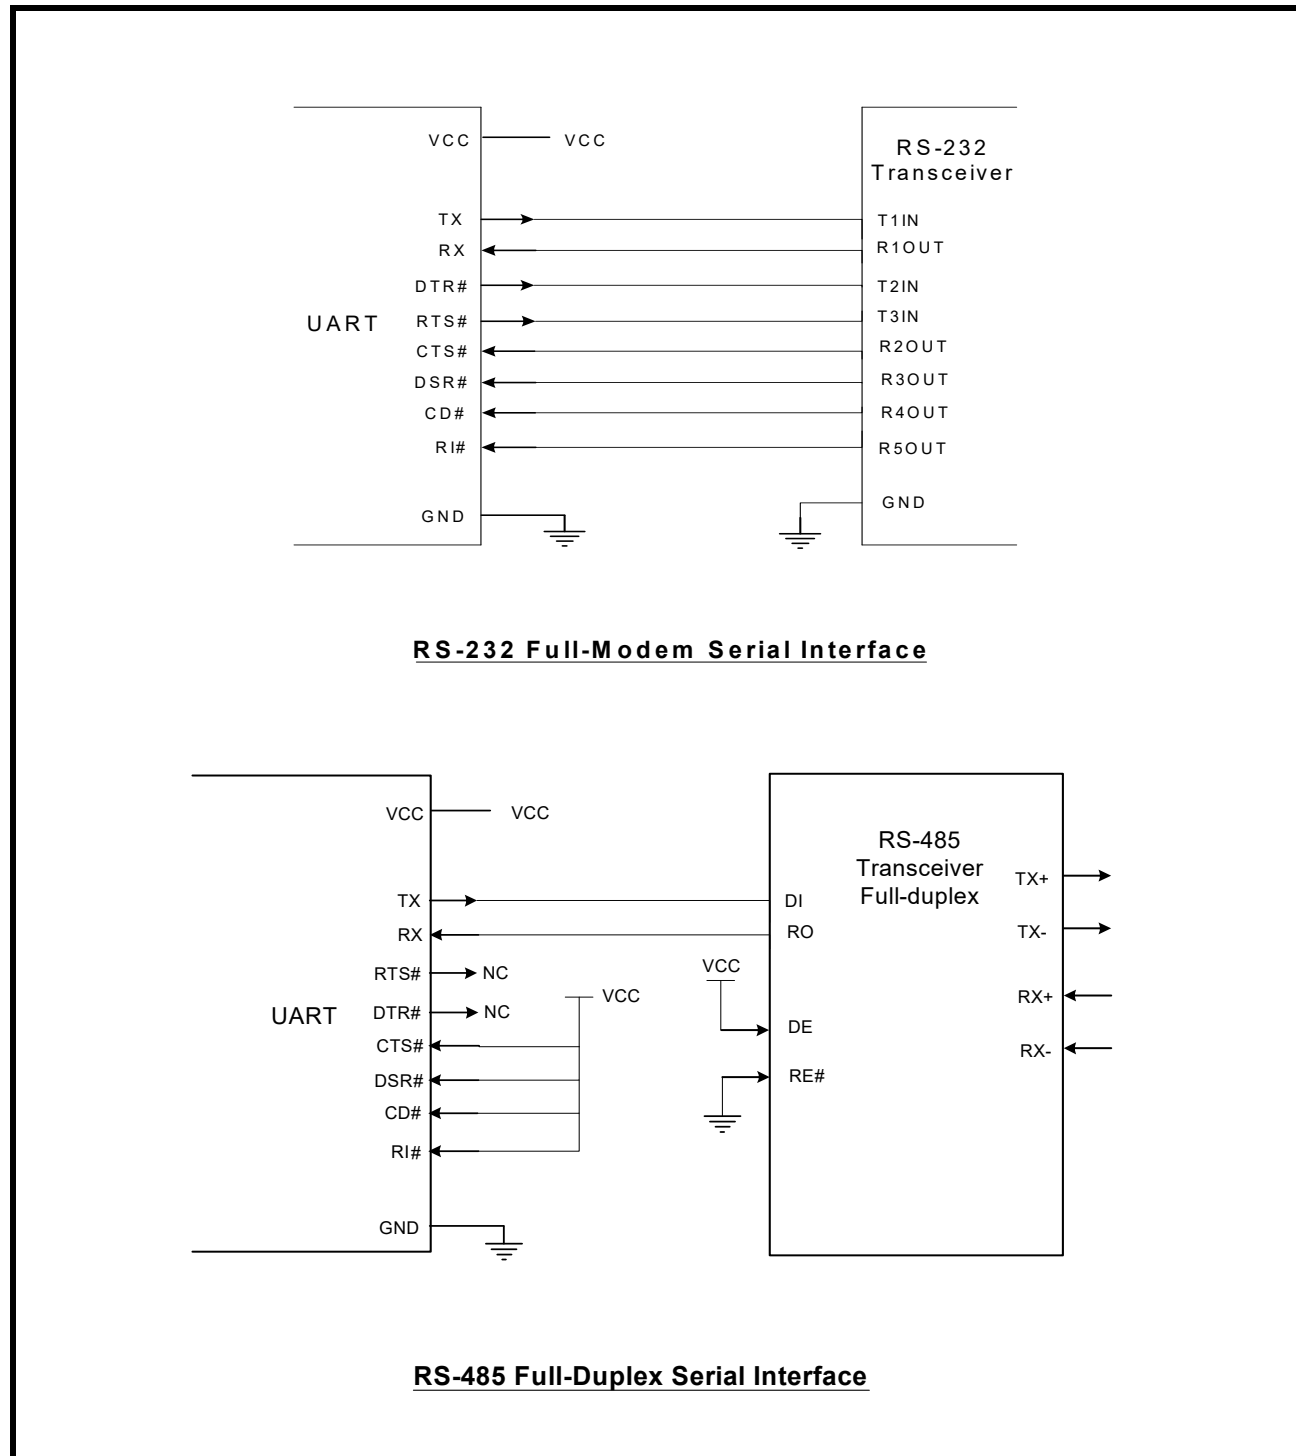 VCC VCC
RS-232
Transceiver
TX T1IN
RX R1OUT
DTR# T2IN
UART RTS# T3IN
CTS# R2OUT
DSR# R3OUT
CD# R4OUT
RI# R5OUT
GND GND
RS-232 Full-Modem Serial Interface
VCC VCC
RS-485
Transceiver
Full-duplex
TX+
TX DI
RX RO
TX-
RTS# NC
VCC
VCC
RX+
UART DTR# NC
DE
CTS#
RX-
DSR#
RE#
CD#
RI#
GND
RS-485 Full-Duplex Serial Interface